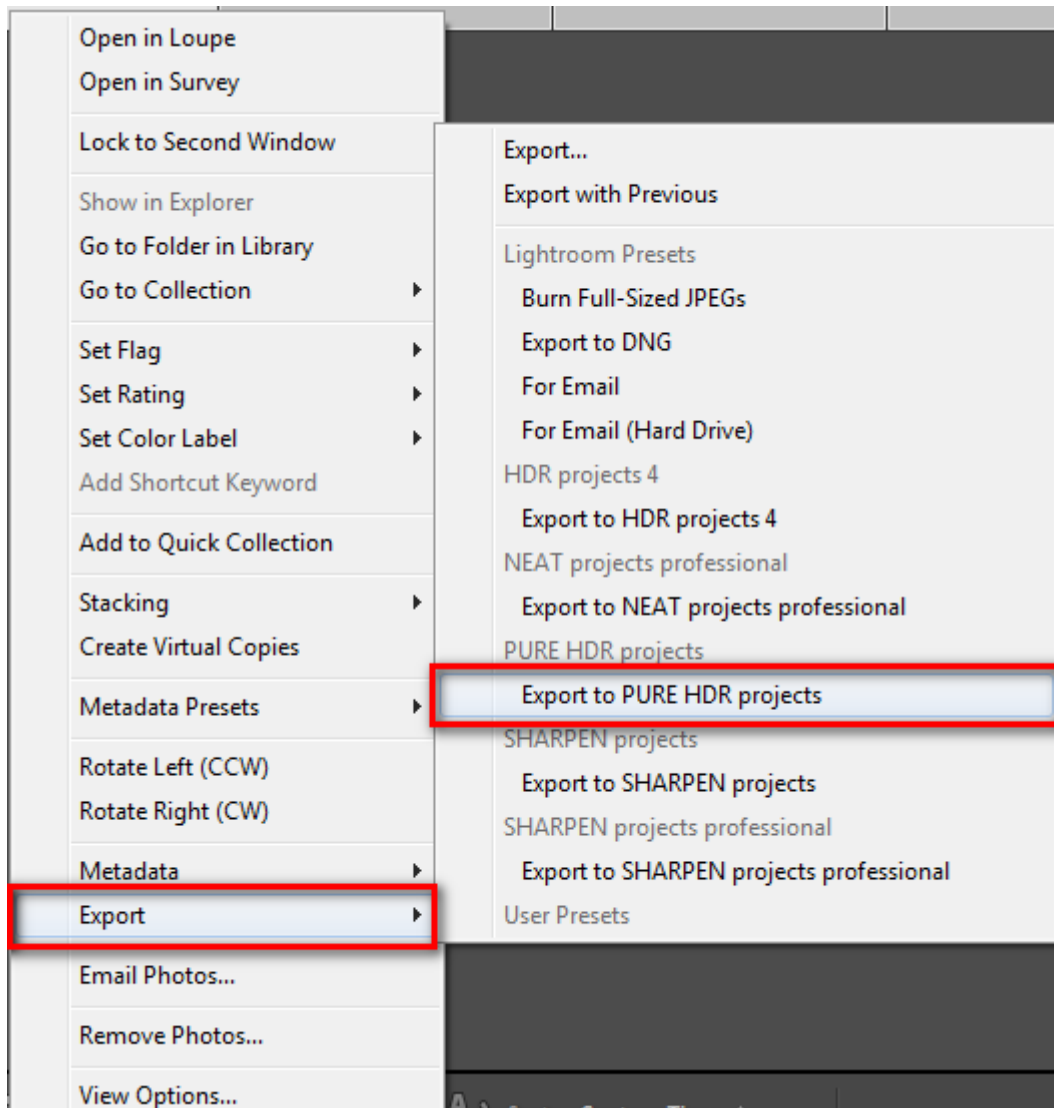 Open in Loupe
Open in Survey
Lock to Second Window
Show in Explorer
Go to Folder in Library
Go to Collection
Set Flag
Set Rating
Set Color Label
Add Shortcut Keyword
Add to Quick Collection
Stacking
Create Virtual Copies
Metadata Presets
Rotate Left (CCW)
Rotate Right (CW)
Metadata
Export
Email Photos...
Remove Photos...
View Options...
Export...
Export with Previous
Lightroom Presets
Burn Full-Sized JPEGs
Export to DNG
For Email
For Email (Hard Drive)
HDR projects 4
Export to HDR projects 4
NEAT projects professional
Export to NEAT projects professional
PURE HDR projects
Export to PURE HDR projects
SHARPEN projects
Export to SHARPEN projects
SHARPEN projects professional
Export to SHARPEN projects professional
User Presets